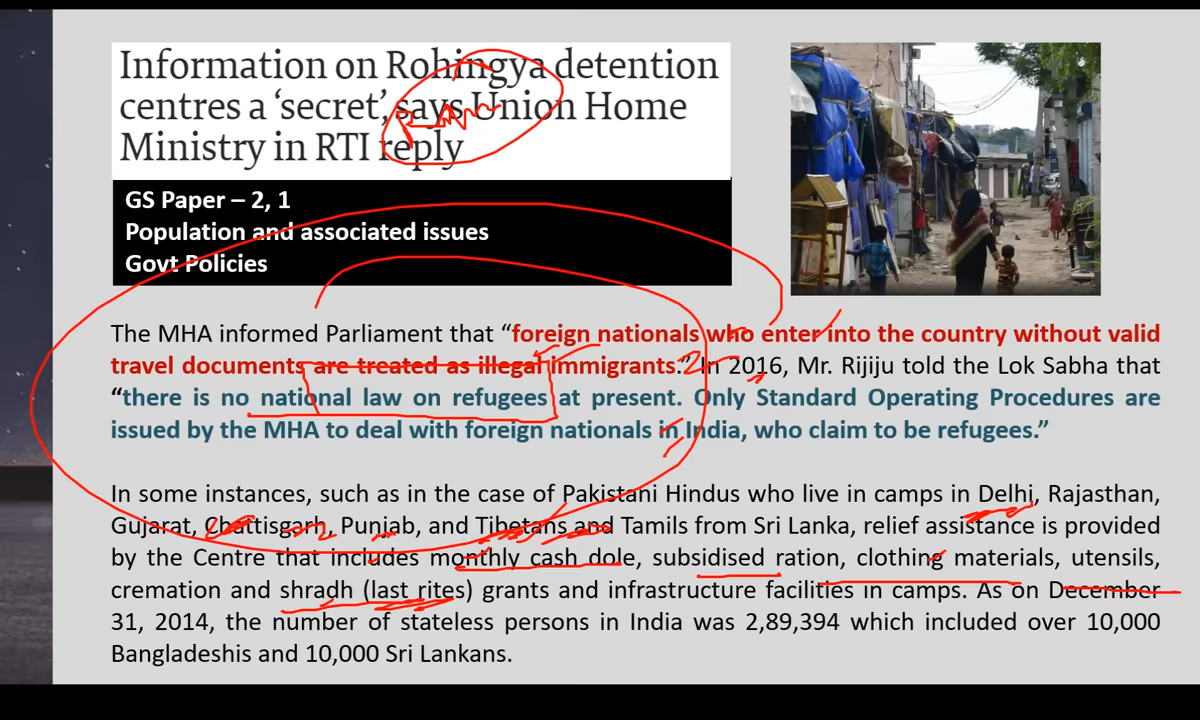 Information on Rohingya detention
centres a ‘secret’, says Union Home
Ministry in RTI reply
GS Paper – 2, 1
Population and associated issues
Govt Policies
The MHA informed Parliament that “foreign nationals who enter into the country without valid
travel documents are treated as illegal immigrants.” In 2016, Mr. Rijiju told the Lok Sabha that
“there is no national law on refugees at present. Only Standard Operating Procedures are
issued by the MHA to deal with foreign nationals in India, who claim to be refugees.”
In some instances, such as in the case of Pakistani Hindus who live in camps in Delhi, Rajasthan,
Gujarat, Chattisgarh, Punjab, and Tibetans and Tamils from Sri Lanka, relief assistance is provided
by the Centre that includes monthly cash dole, subsidised ration, clothing materials, utensils,
cremation and shradh (last rites) grants and infrastructure facilities in camps. As on December
31, 2014, the number of stateless persons in India was 2,89,394 which included over 10,000
Bangladeshis and 10,000 Sri Lankans.